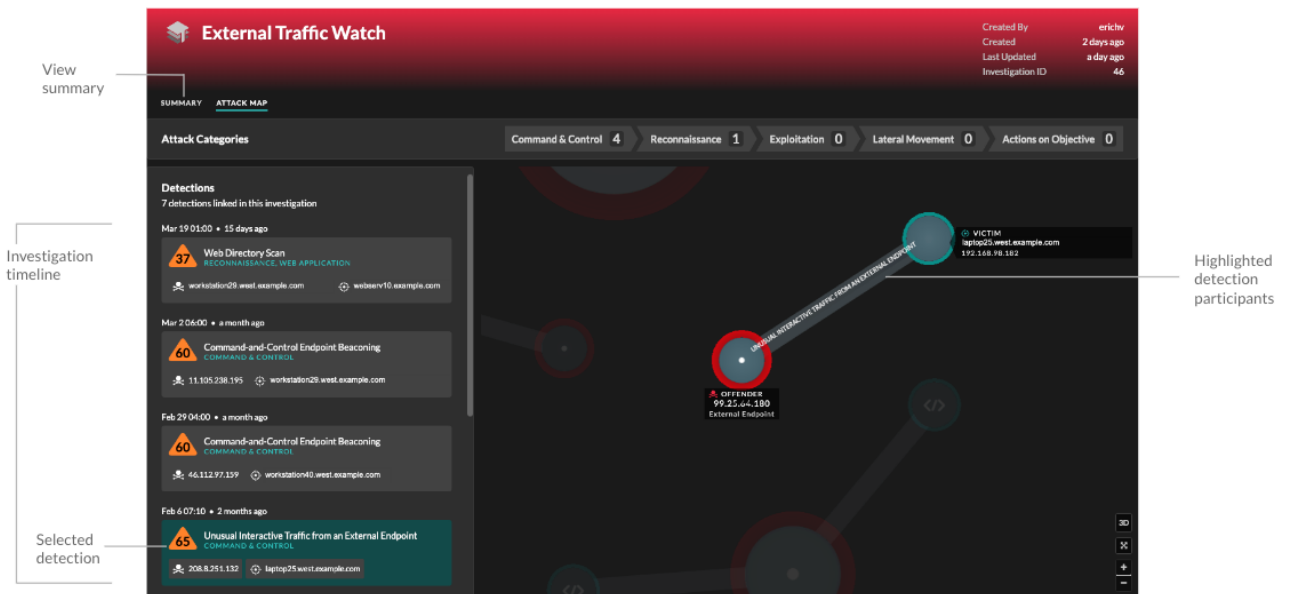 External Traffic Watch
Created By erichv
Created 2 days ago
Last Updated a day ago
Investigation ID 46
View
summary
SUMMARY ATTACK MAP
Attack Categories
Command & Control 4 Reconnaissance 1 Exploitation 0 Lateral Movement 0 Actions on Objective 0
Detections
7 detections linked in this investigation
Mar 19 01:00 • 15 days ago
37 Web Directory Scan
RECONNAISSANCE, WEB APPLICATION
workstation29.west.example.com webserv10.example.com
Investigation
timeline
Mar 2 06:00 • a month ago
60 Command-and-Control Endpoint Beaconing
COMMAND & CONTROL
11.105.238.195 workstation29.west.example.com
Feb 29 04:00 • a month ago
60 Command-and-Control Endpoint Beaconing
COMMAND & CONTROL
46.112.97.159 workstation40.west.example.com
Feb 6 07:10 • 2 months ago
65 Unusual Interactive Traffic from an External Endpoint
COMMAND & CONTROL
208.8.251.132 laptop25.west.example.com
Selected
detection
VICTIM
laptop25.west.example.com
192.168.98.182
UNUSUAL INTERACTIVE TRAFFIC FROM AN EXTERNAL ENDPOINT
OFFENDER
99.25.64.180
External Endpoint
Highlighted
detection
participants
</>
</>
3D
+
−